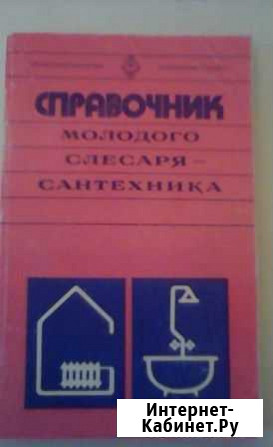 СПРАВОЧНИК
МОЛОДОГО
СЛЕСАРЯ-
САНТЕХНИКА
Интернет-
Кабинет.Ру